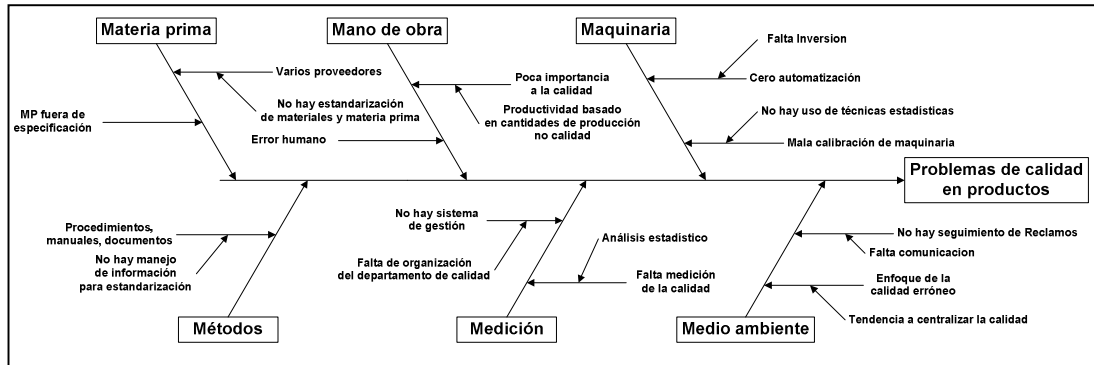 Materia prima
Mano de obra
Maquinaria
Falta Inversion
Varios proveedores
Poca importancia
a la calidad
Cero automatización
No hay estandarización
de materiales y materia prima
Productividad basado
en cantidades de producción
no calidad
MP fuera de
especificación
Error humano
No hay uso de técnicas estadísticas
Mala calibración de maquinaria
Problemas de calidad
en productos
Procedimientos,
manuales, documentos
No hay manejo
de información
para estandarización
No hay sistema
de gestión
Falta de organización
del departamento de calidad
Análisis estadistico
Falta medición
de la calidad
No hay seguimiento de Reclamos
Falta comunicacion
Enfoque de la
calidad erróneo
Tendencia a centralizar la calidad
Métodos
Medición
Medio ambiente